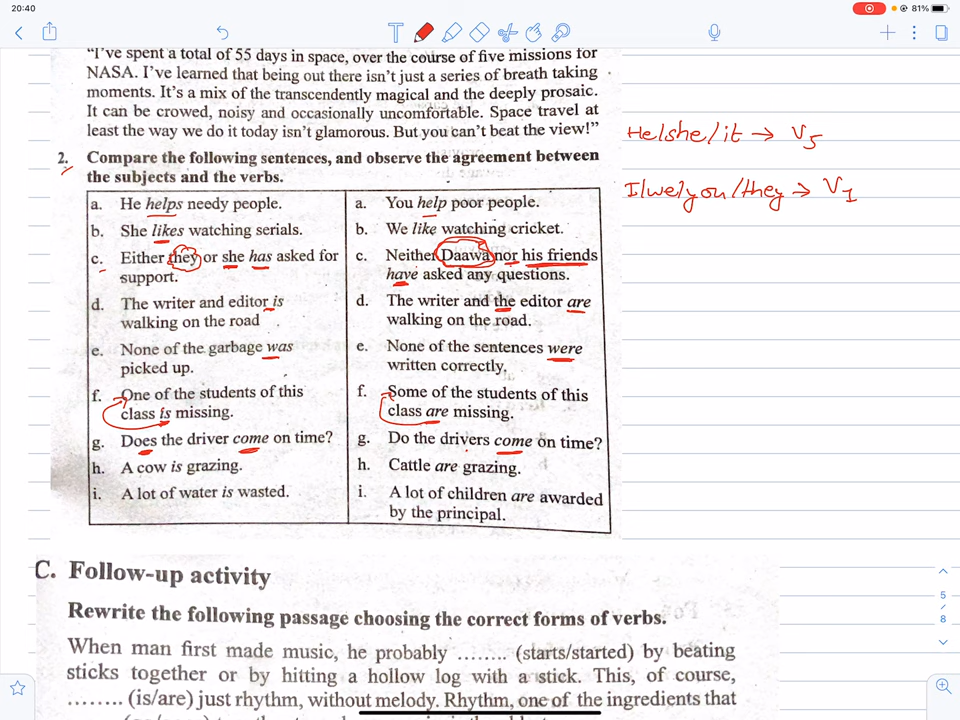 20:40
81%
"I've spent a total of 55 days in space, over the course of five missions for
NASA. I've learned that being out there isn't just a series of breath taking
moments. It's a mix of the transcendently magical and the deeply prosaic.
It can be crowed, noisy and occasionally uncomfortable. Space travel at
least the way we do it today isn't glamorous. But you can't beat the view!"
He/she/it → V5
I/we/you/they → V1
2. Compare the following sentences, and observe the agreement between
the subjects and the verbs.
a. He helps needy people.
b. She likes watching serials.
c. Either they or she has asked for
support.
d. The writer and editor is
walking on the road
e. None of the garbage was
picked up.
f. One of the students of this
class is missing.
g. Does the driver come on time?
h. A cow is grazing.
i. A lot of water is wasted.
a. You help poor people.
b. We like watching cricket.
c. Neither Daawa nor his friends
have asked any questions.
d. The writer and the editor are
walking on the road.
e. None of the sentences were
written correctly,
f. Some of the students of this
class are missing.
g. Do the drivers come on time?
h. Cattle are grazing.
i. A lot of children are awarded
by the principal.
C. Follow-up activity
Rewrite the following passage choosing the correct forms of verbs.
When man first made music, he probably ........ (starts/started) by beating
sticks together or by hitting a hollow log with a stick. This, of course,
........ (is/are) just rhythm, without melody. Rhythm, one of the ingredients that
5
/
8